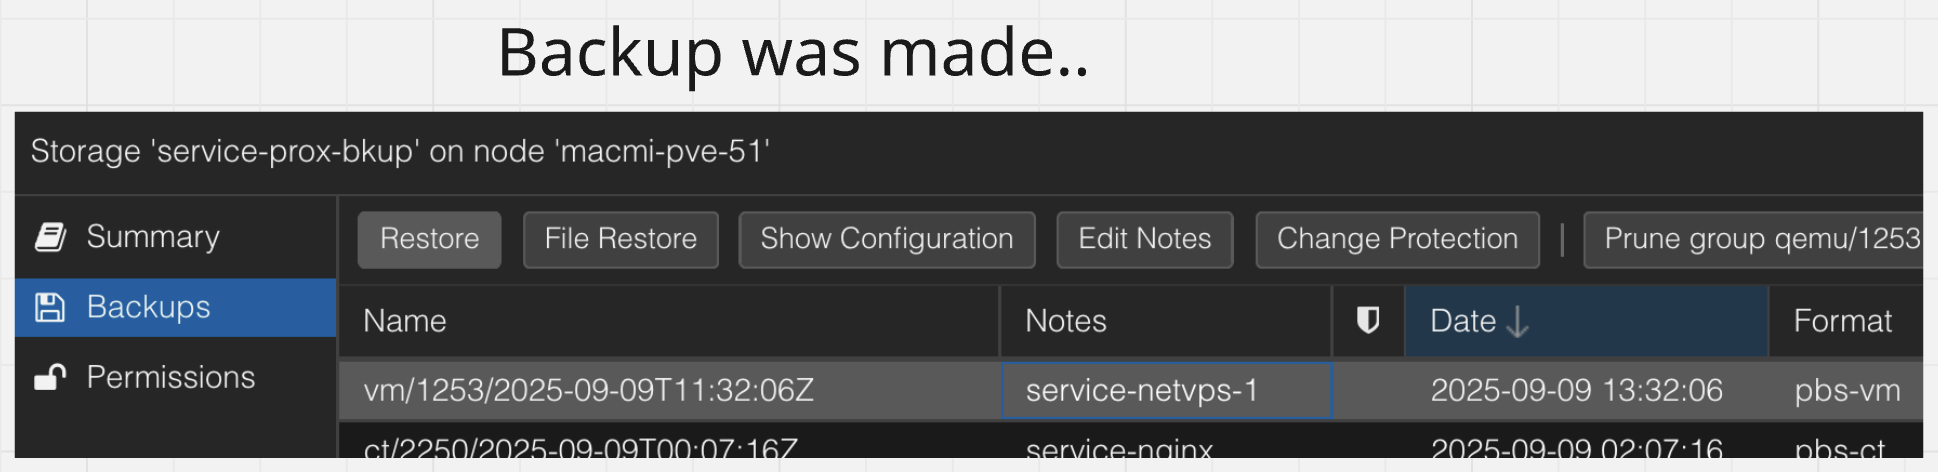 Backup was made..
Storage 'service-prox-bkup' on node 'macmi-pve-51'
Summary
Backups
Permissions
Restore File Restore Show Configuration Edit Notes Change Protection | Prune group qemu/1253
Name Notes Date Format
vm/1253/2025-09-09T11:32:06Z service-netvps-1 2025-09-09 13:32:06 pbs-vm
ct/2250/2025-09-09T00:07:16Z service-nginx 2025-09-09 02:07:16 pbs-ct